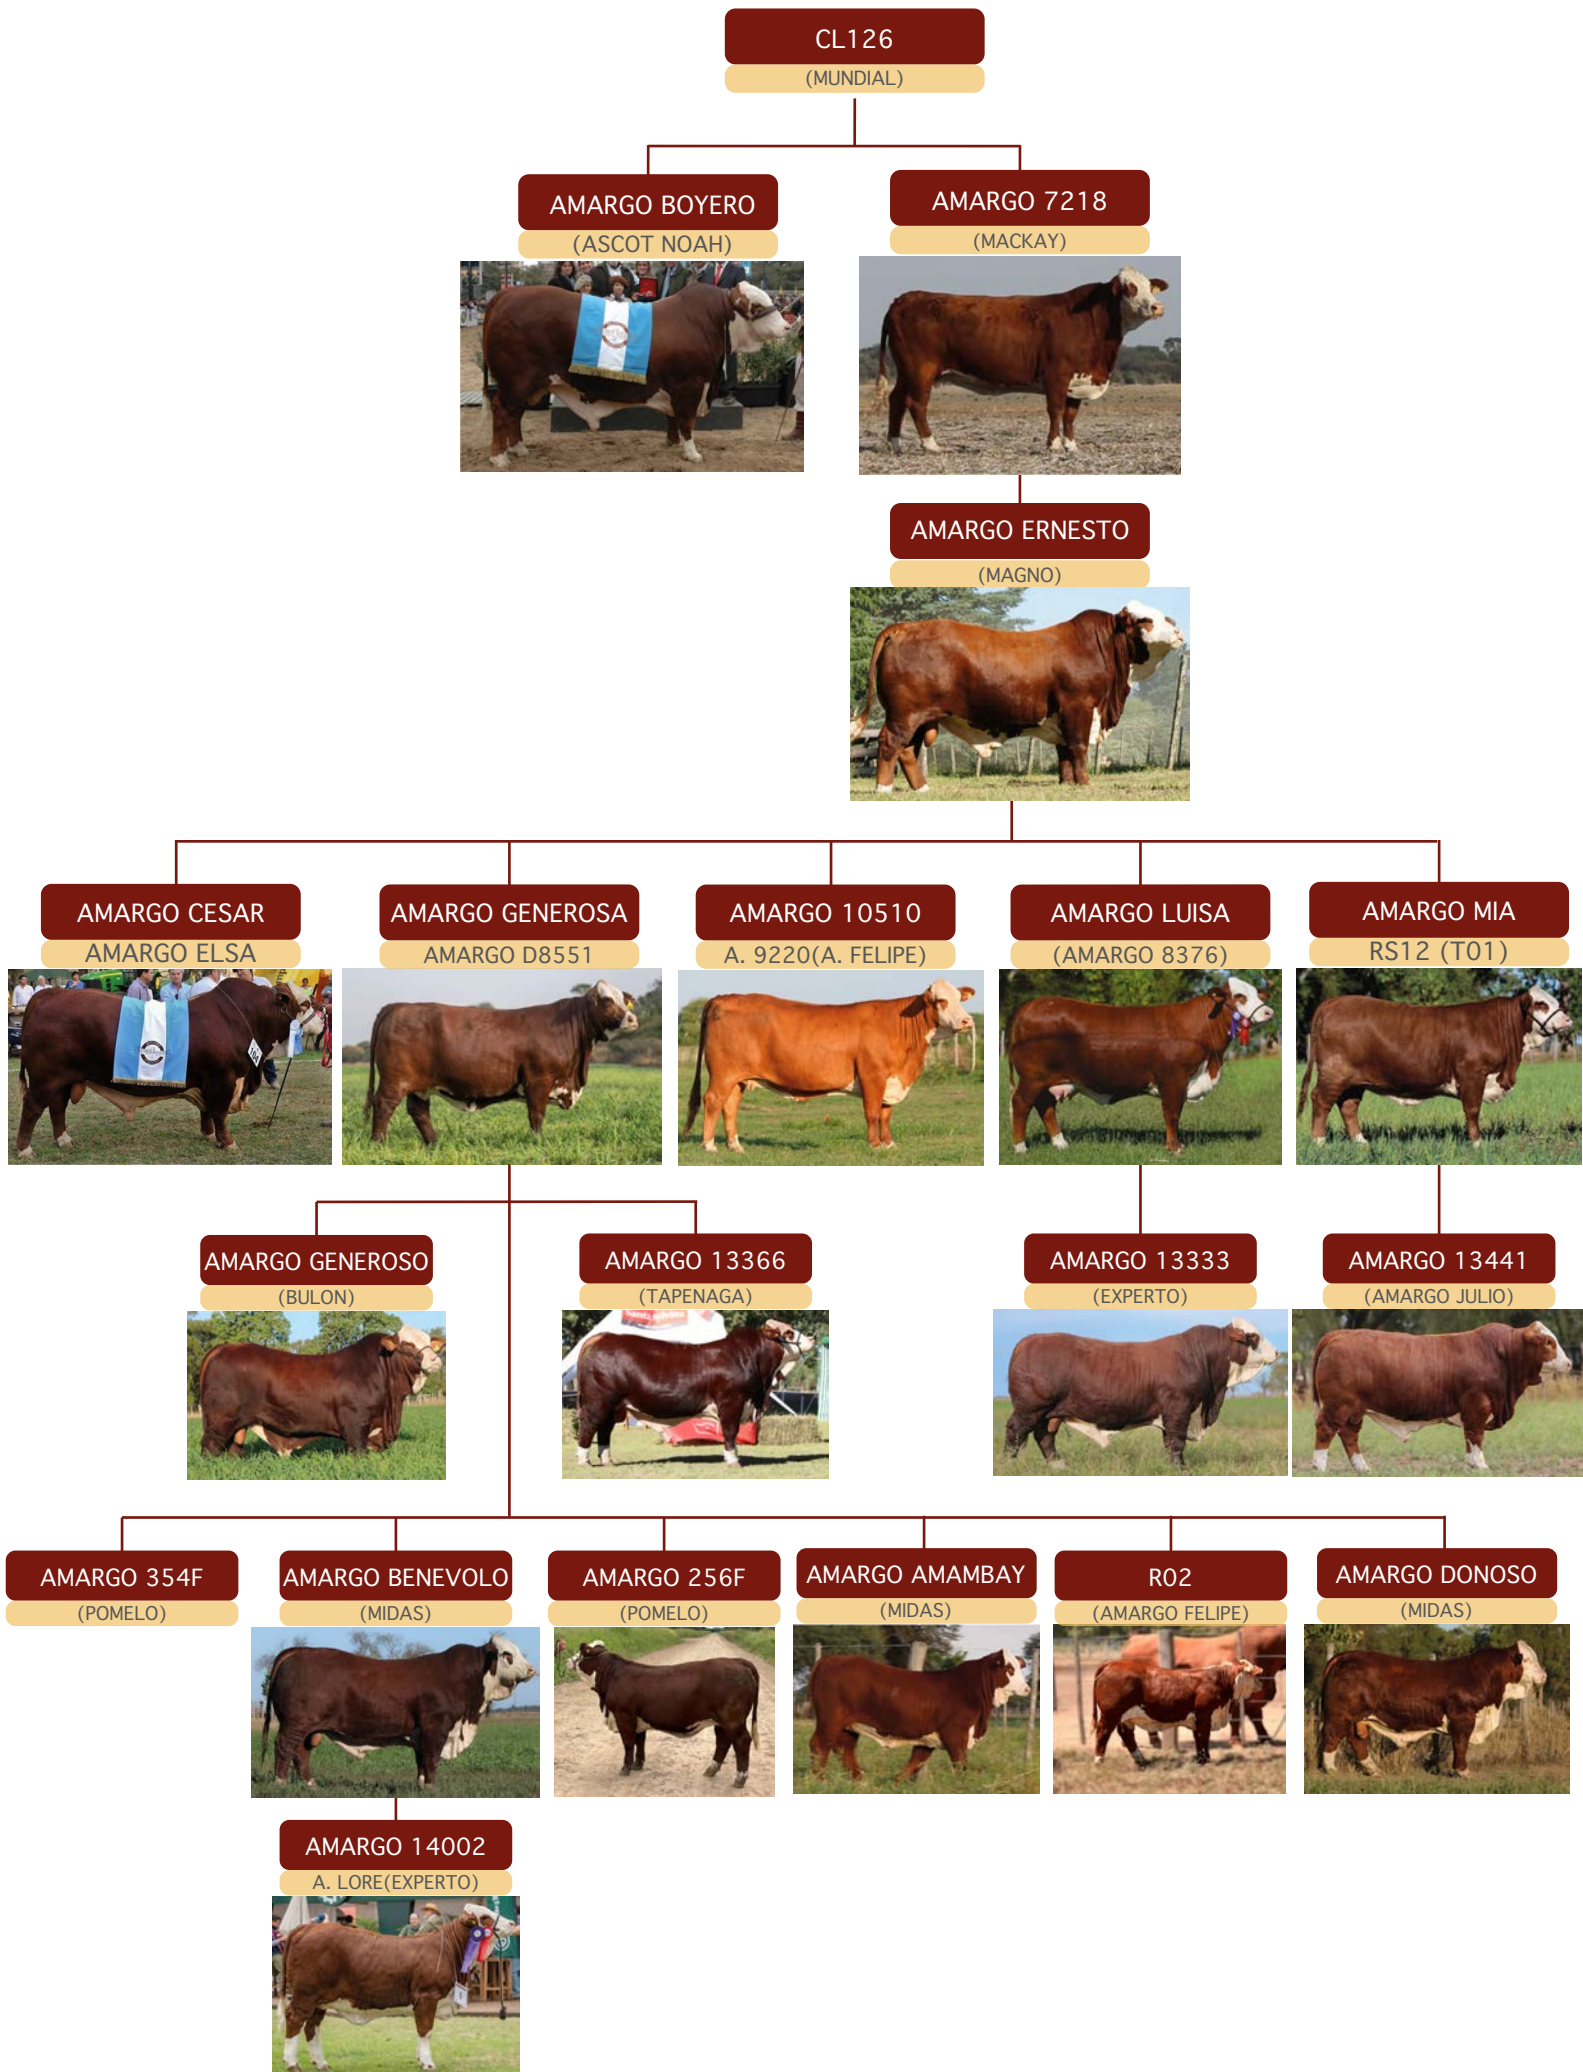 CL126
(MUNDIAL)
AMARGO BOYERO
(ASCOT NOAH)
AMARGO 7218
(MACKAY)
AMARGO ERNESTO
(MAGNO)
AMARGO CESAR
AMARGO ELSA
AMARGO GENEROSA
AMARGO D8551
AMARGO 10510
A. 9220(A. FELIPE)
AMARGO LUISA
(AMARGO 8376)
AMARGO MIA
RS12 (T01)
AMARGO GENEROSO
(BULON)
AMARGO 13366
(TAPENAGA)
AMARGO 13333
(EXPERTO)
AMARGO 13441
(AMARGO JULIO)
AMARGO 354F
(POMELO)
AMARGO BENEVOLO
(MIDAS)
AMARGO 256F
(POMELO)
AMARGO AMAMBAY
(MIDAS)
R02
(AMARGO FELIPE)
AMARGO DONOSO
(MIDAS)
AMARGO 14002
A. LORE(EXPERTO)